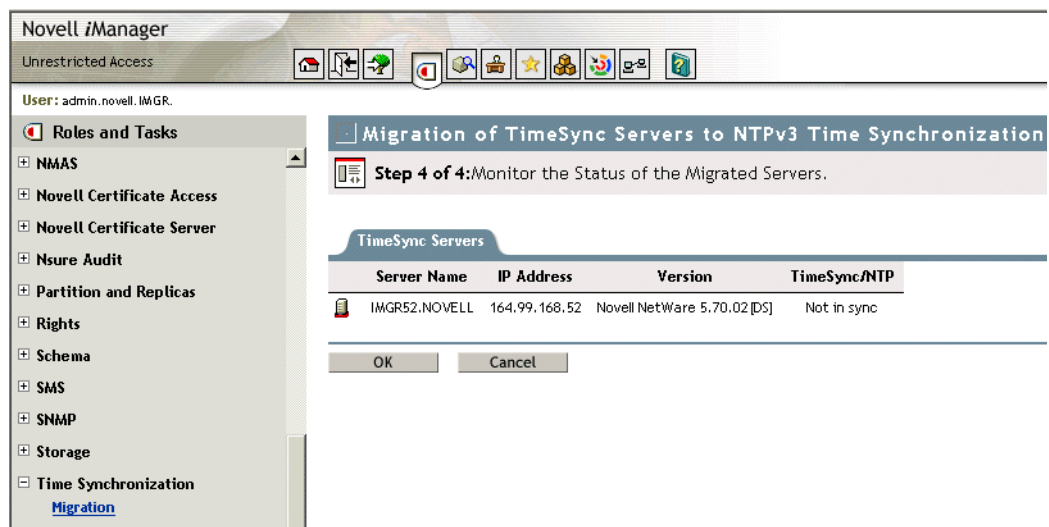 Novell iManager
Unrestricted Access
User: admin.novell.IMGR.
Roles and Tasks
NMAS
Novell Certificate Access
Novell Certificate Server
Nsure Audit
Partition and Replicas
Rights
Schema
SMS
SNMP
Storage
Time Synchronization
Migration
Migration of TimeSync Servers to NTPv3 Time Synchronization
Step 4 of 4:Monitor the Status of the Migrated Servers.
TimeSync Servers
Server Name IP Address Version TimeSync/NTP
IMGR52.NOVELL 164.99.168.52 Novell NetWare 5.70.02[DS] Not in sync
OK Cancel